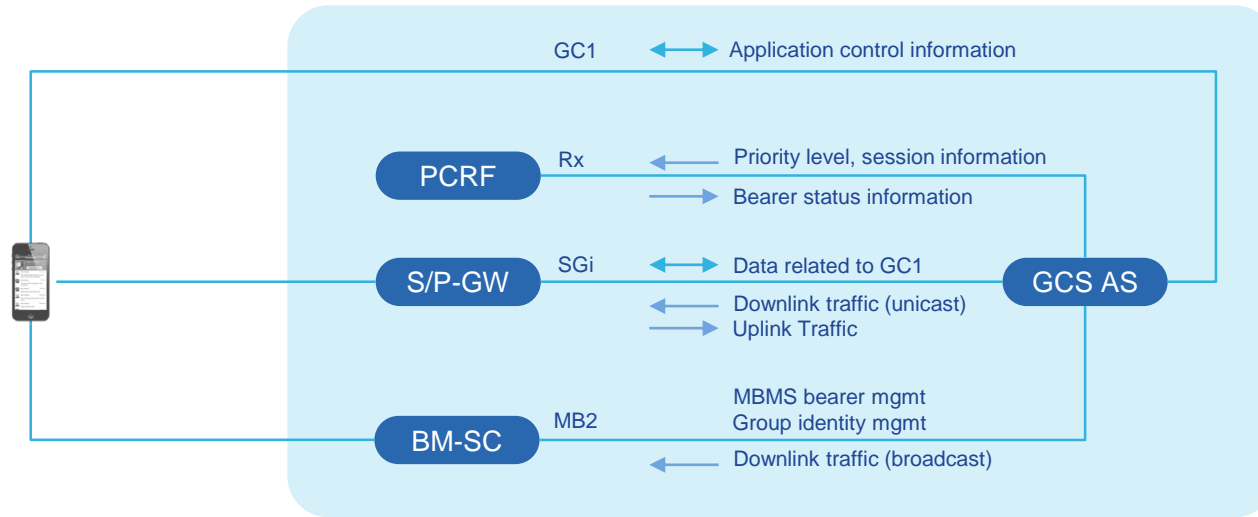 GC1
Application control information
PCRF
Rx
Priority level, session information
Bearer status information
S/P-GW
SGi
Data related to GC1
GCS AS
Downlink traffic (unicast)
Uplink Traffic
MBMS bearer mgmt
Group identity mgmt
BM-SC
MB2
Downlink traffic (broadcast)